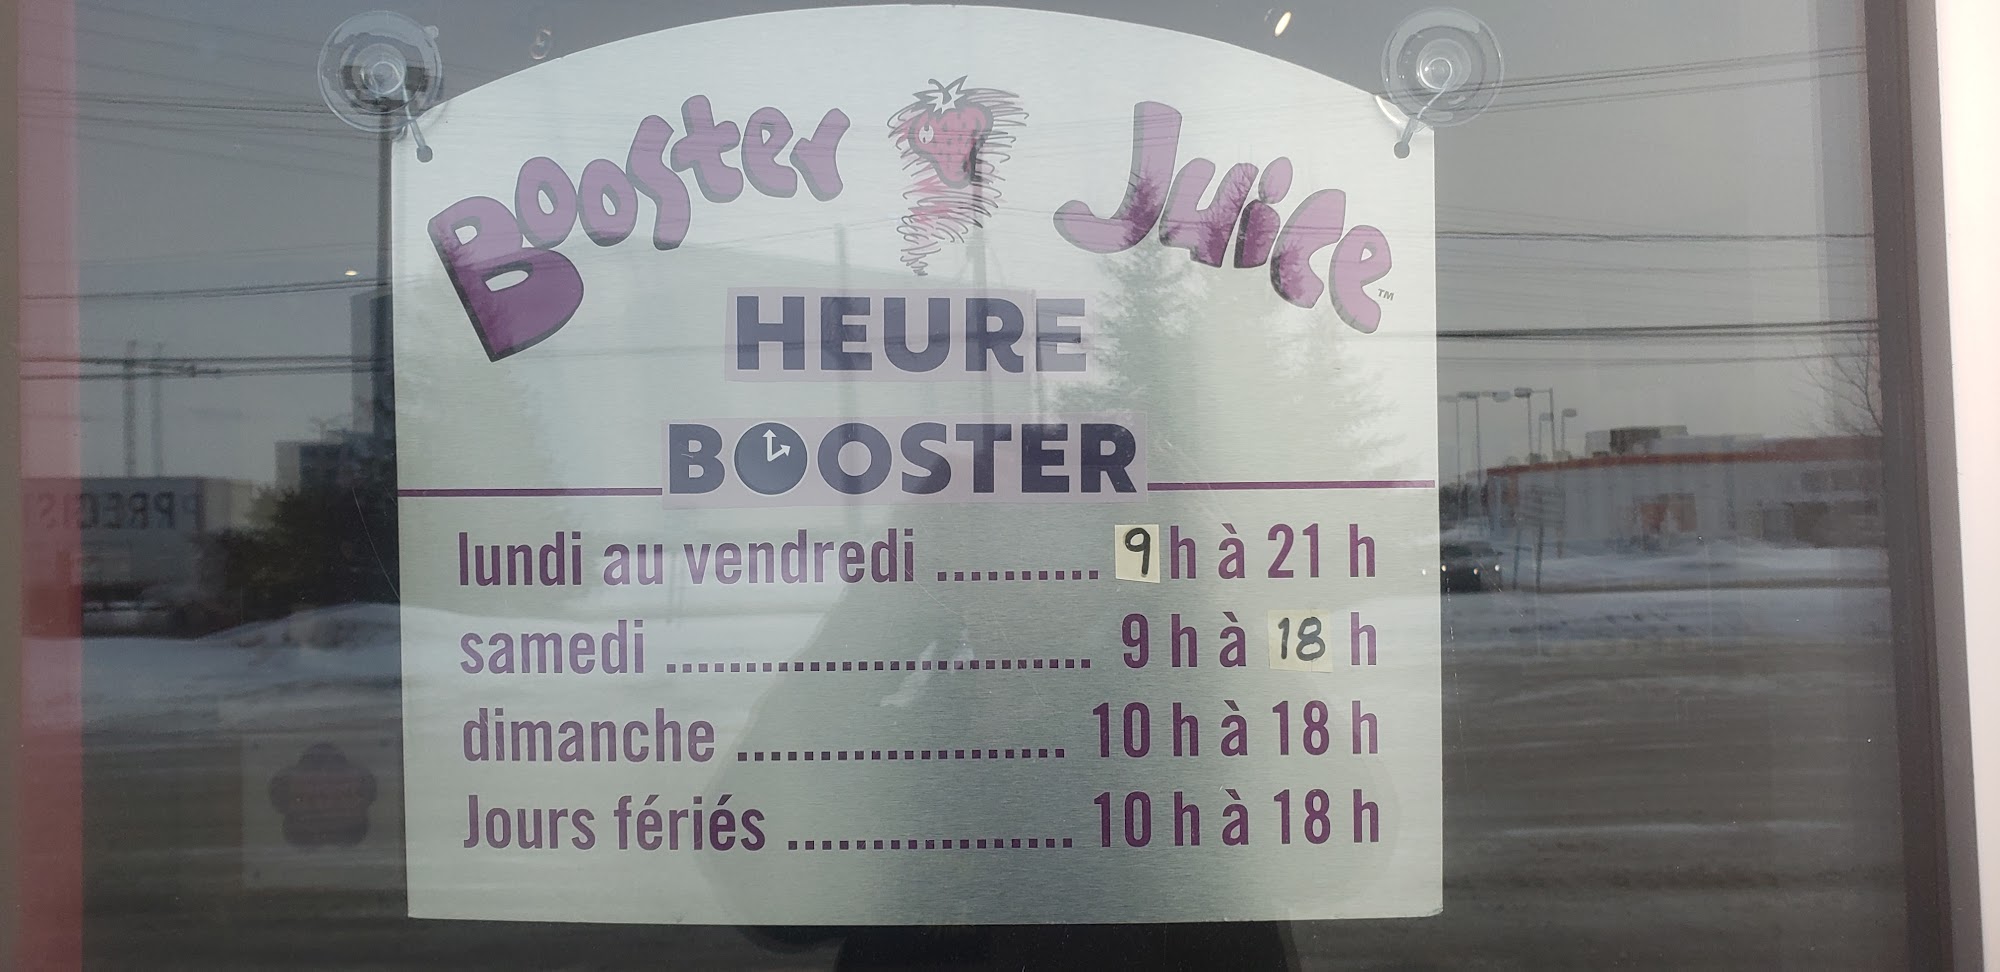 Booster Juice™
HEURE
BOOSTER
lundi au vendredi .......... 9 h à 21 h
samedi ........................... 9 h à 18 h
dimanche ..................... 10 h à 18 h
Jours fériés .................. 10 h à 18 h